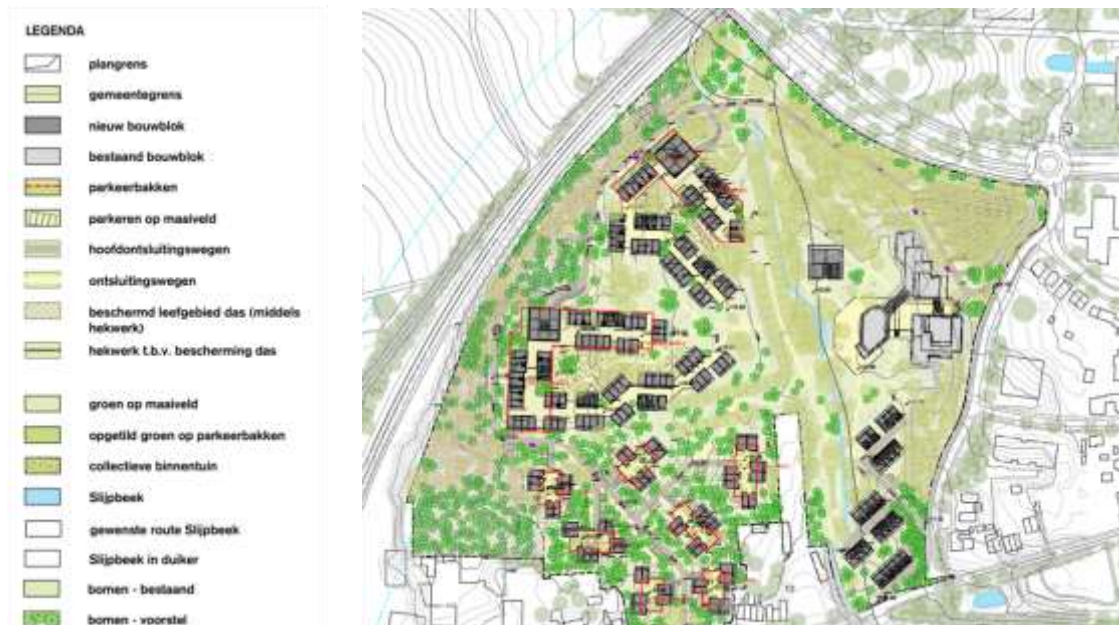 LEGENDA
plangrens
gemeentegrens
nieuw bouwblok
bestaand bouwblok
parkeerbakken
parkeren op maaiveld
hoofdontsluitingswegen
ontsluitingswegen
beschermd leefgebied das (middels
hekwerk)
hekwerk t.b.v. bescherming das
groen op maaiveld
opgetild groen op parkeerbakken
collectieve binnentuin
Slijpbeek
gewenste route Slijpbeek
Slijpbeek in duiker
bomen - bestaand
bomen - voorstel